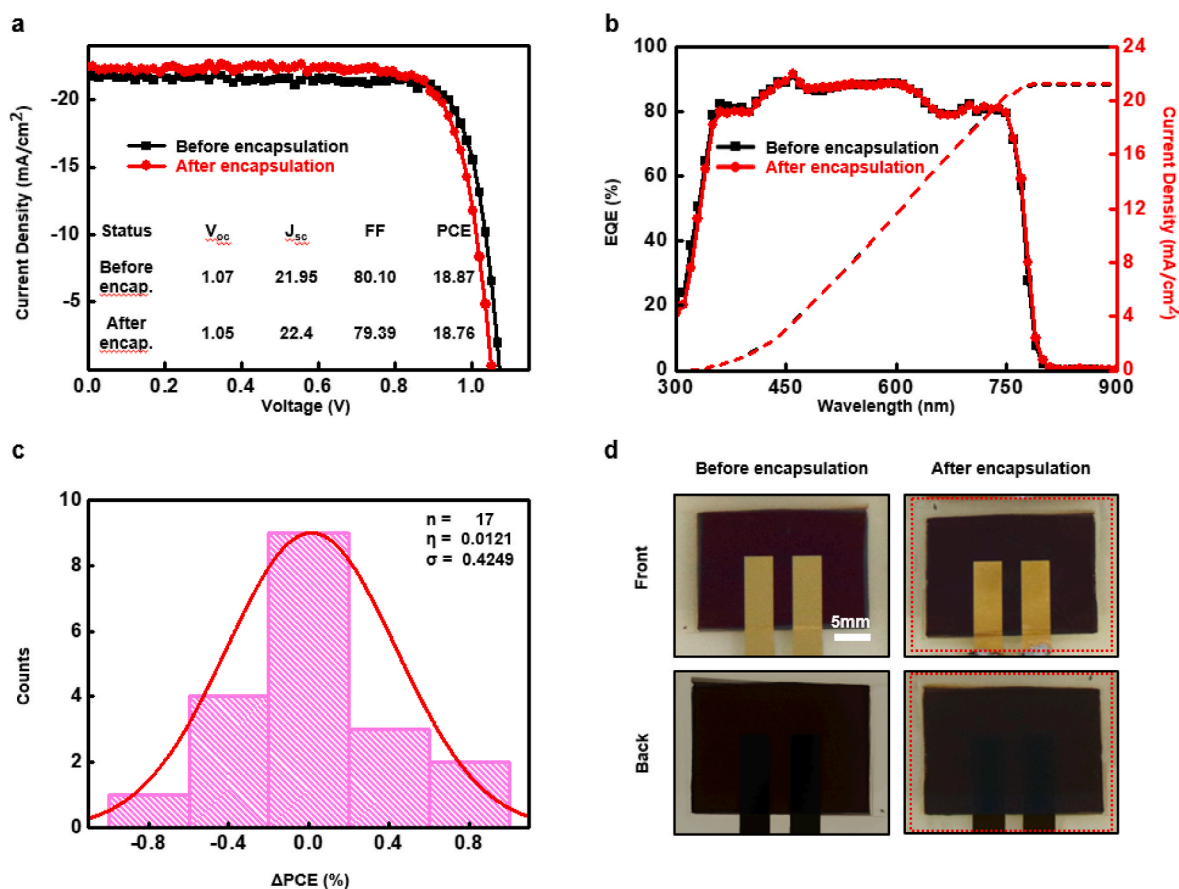 a
-20
-15
-10
-5
Current Density (mA/cm²)
Before encapsulation
After encapsulation
Status Voc Jsc FF PCE
Before
encap. 1.07 21.95 80.10 18.87
After
encap. 1.05 22.4 79.39 18.76
0.0 0.2 0.4 0.6 0.8 1.0
Voltage (V)
b
100
80
60
40
20
0
EQE (%)
Before encapsulation
After encapsulation
24
20
16
12
8
4
0
Current Density (mA/cm²)
300 450 600 750 900
Wavelength (nm)
c
10
8
6
4
2
0
Counts
n = 17
η = 0.0121
σ = 0.4249
-0.8 -0.4 0.0 0.4 0.8
ΔPCE (%)
d
Before encapsulation After encapsulation
Front
5mm
Back